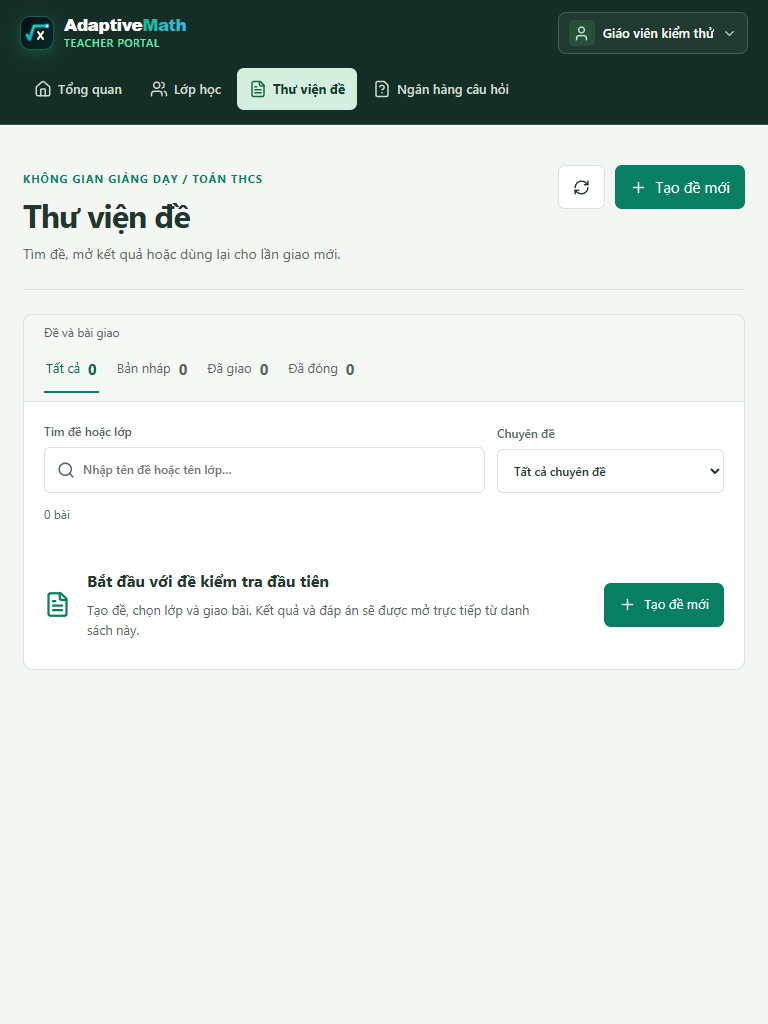 AdaptiveMath
TEACHER PORTAL
Giáo viên kiểm thử
Tổng quan
Lớp học
Thư viện đề
Ngân hàng câu hỏi
KHÔNG GIAN GIẢNG DẠY / TOÁN THCS
Thư viện đề
Tìm đề, mở kết quả hoặc dùng lại cho lần giao mới.
Tạo đề mới
Đề và bài giao
Tất cả 0
Bản nháp 0
Đã giao 0
Đã đóng 0
Tìm đề hoặc lớp
Nhập tên đề hoặc tên lớp...
Chuyên đề
Tất cả chuyên đề
0 bài
Bắt đầu với đề kiểm tra đầu tiên
Tạo đề, chọn lớp và giao bài. Kết quả và đáp án sẽ được mở trực tiếp từ danh
sách này.
Tạo đề mới